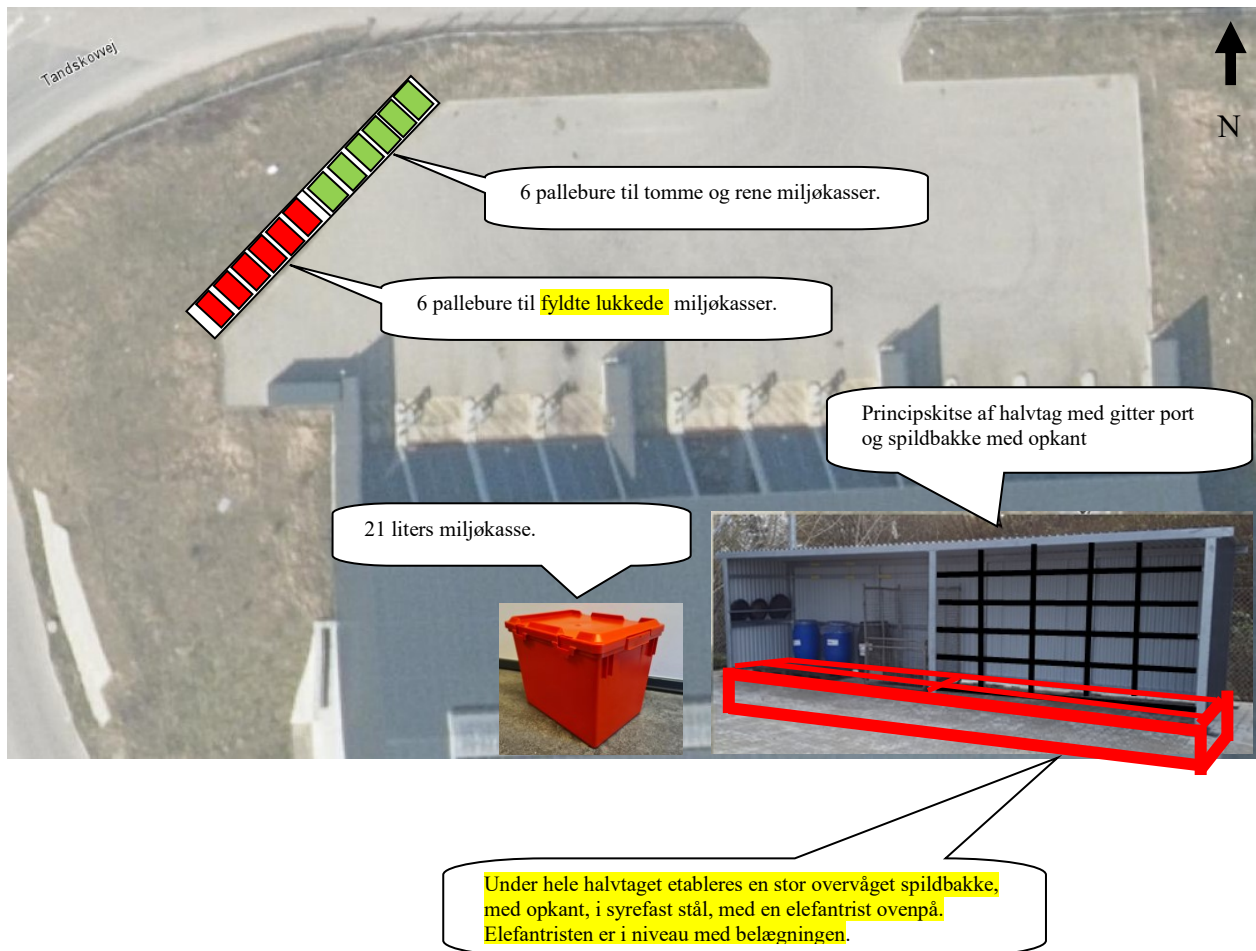 Tandskovvej
N
6 pallebure til tomme og rene miljøkasser.
6 pallebure til fyldte lukkede miljøkasser.
Principskitse af halvtag med gitter port
og spildbakke med opkant
21 liters miljøkasse.
Under hele halvtaget etableres en stor overvåget spildbakke,
med opkant, i syrefast stål, med en elefantrist ovenpå.
Elefantristen er i niveau med belægningen.